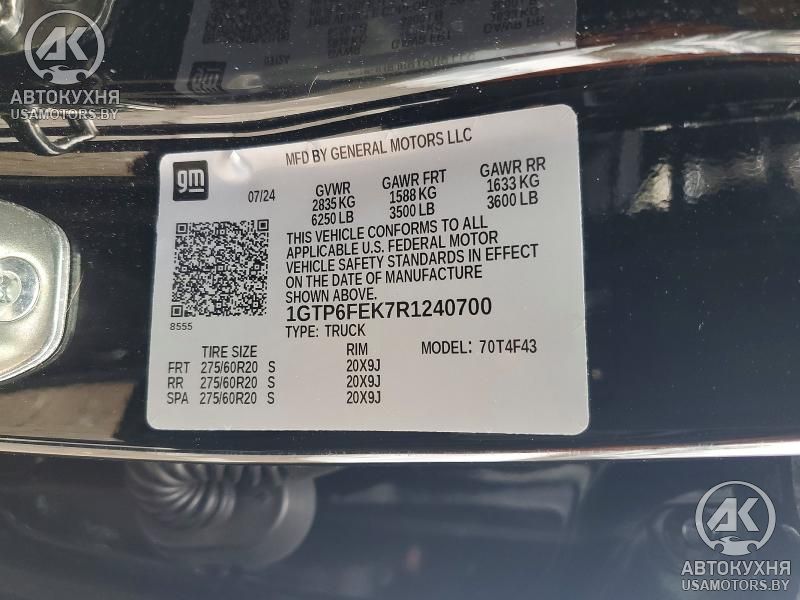 AK
АВТОКУХНЯ
USAMOTORS.BY
MFD BY GENERAL MOTORS LLC
gm
07/24
GVWR GAWR FRT GAWR RR
2835 KG 1588 KG 1633 KG
6250 LB 3500 LB 3600 LB
THIS VEHICLE CONFORMS TO ALL
APPLICABLE U.S. FEDERAL MOTOR
VEHICLE SAFETY STANDARDS IN EFFECT
ON THE DATE OF MANUFACTURE
SHOWN ABOVE.
8555
1GTP6FEK7R1240700
TYPE: TRUCK
TIRE SIZE RIM MODEL: 70T4F43
FRT 275/60R20 S 20X9J
RR 275/60R20 S 20X9J
SPA 275/60R20 S 20X9J
AK
АВТОКУХНЯ
USAMOTORS.BY